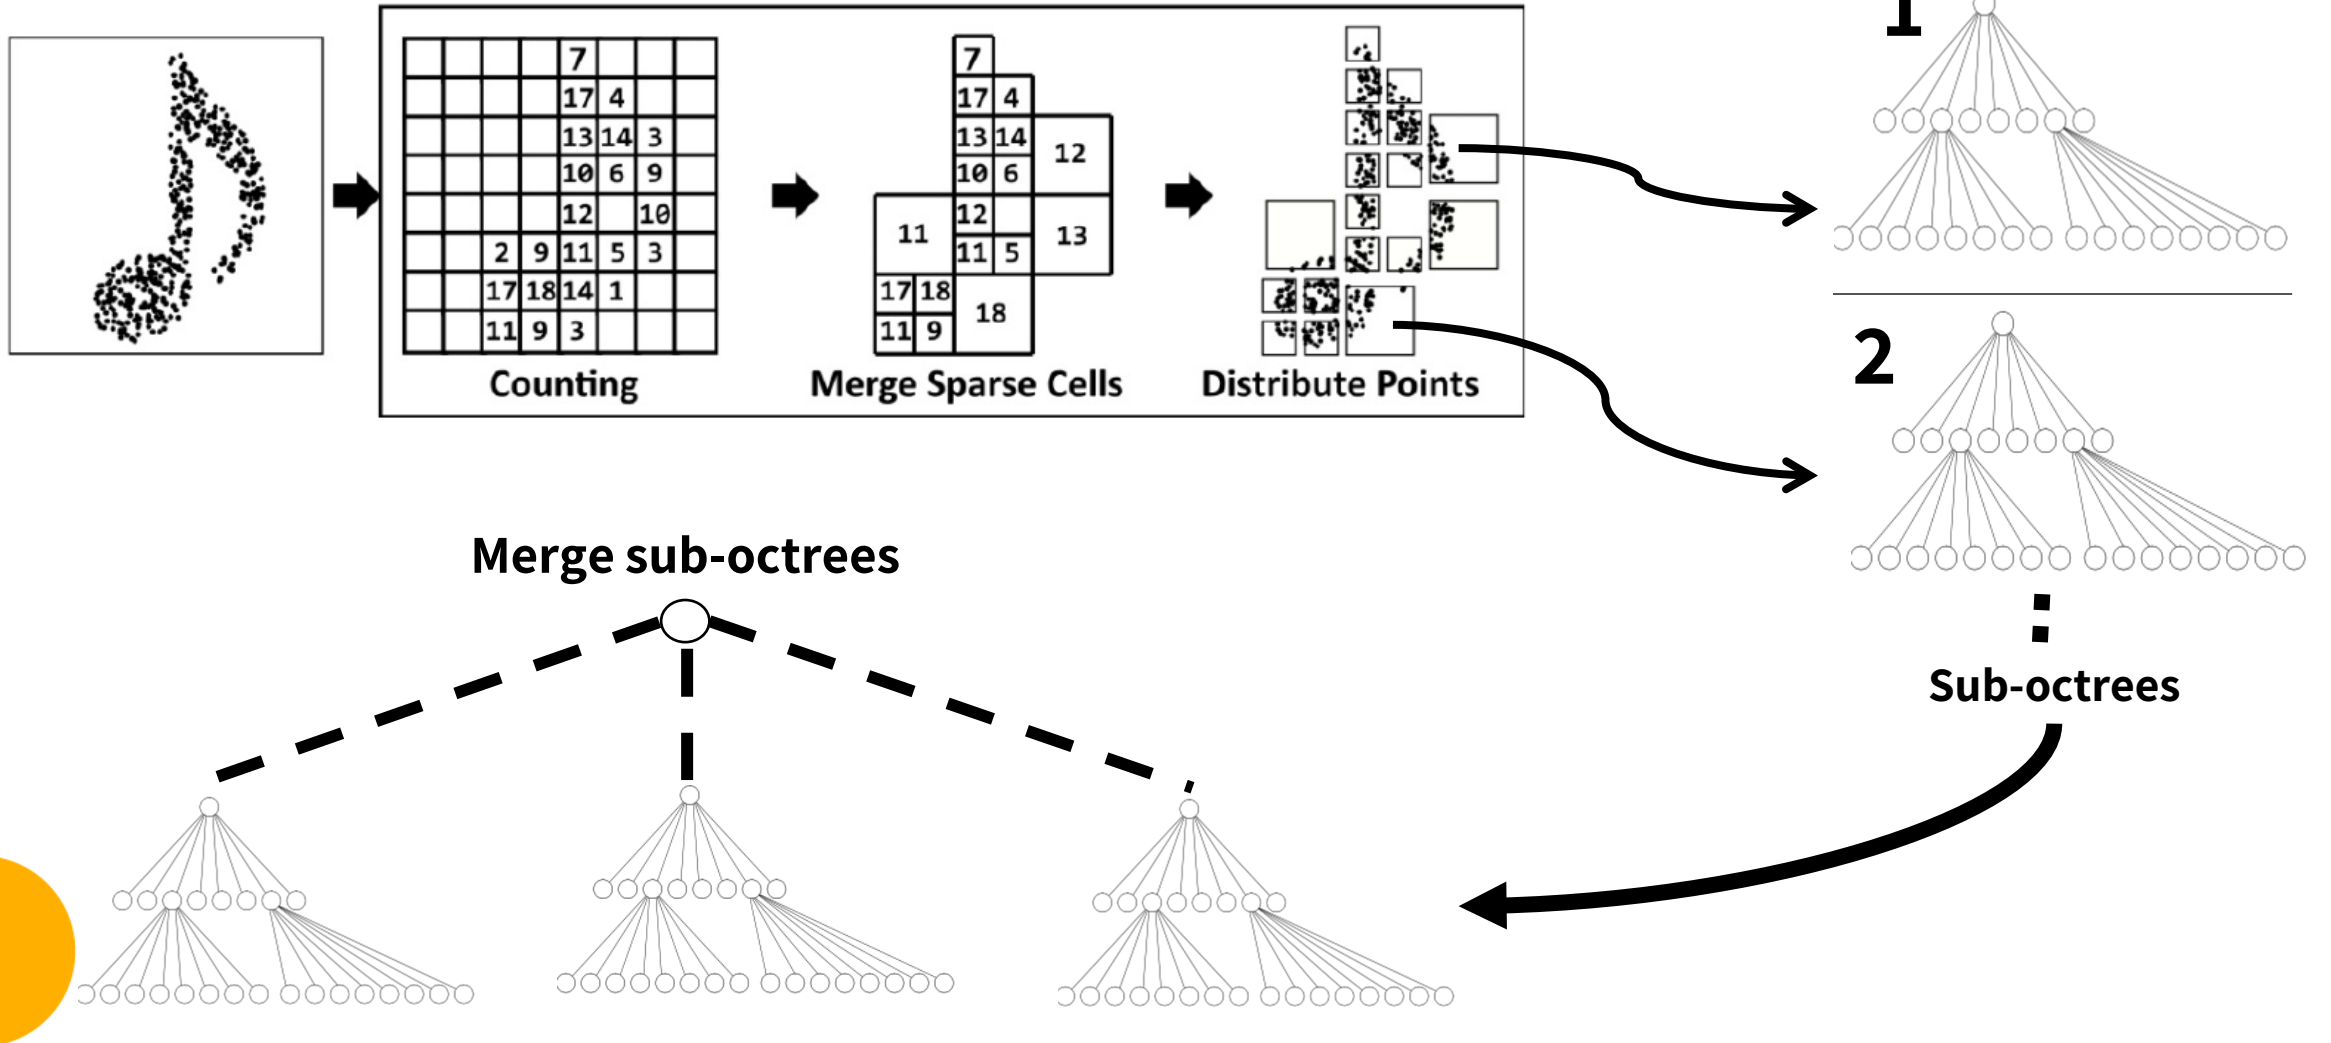 7
17 4
13 14 3
10 6 9
12 10
2 9 11 5 3
17 18 14 1
11 9 3
Counting
7
17 4
13 14 12
10 6
11 12 13
11 5
17 18 18
11 9
Merge Sparse Cells
Distribute Points
1
2
Sub-octrees
Merge sub-octrees